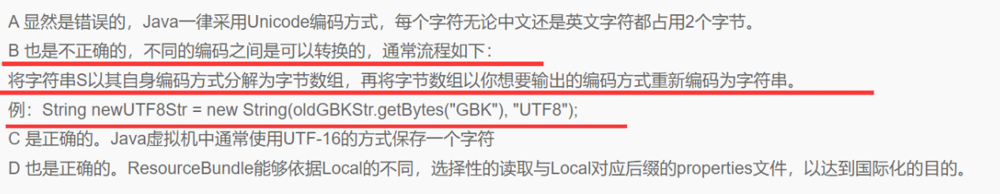 A 显然是错误的，Java一律采用Unicode编码方式，每个字符无论中文还是英文字符都占用2个字节。
B 也是不正确的，不同的编码之间是可以转换的，通常流程如下：
将字符串S以其自身编码方式分解为字节数组，再将字节数组以你想要输出的编码方式重新编码为字符串。
例：String newUTF8Str = new String(oldGBKStr.getBytes("GBK"), "UTF8");
C 是正确的。Java虚拟机中通常使用UTF-16的方式保存一个字符
D 也是正确的。ResourceBundle能够依据Local的不同，选择性的读取与Local对应后缀的properties文件，以达到国际化的目的。